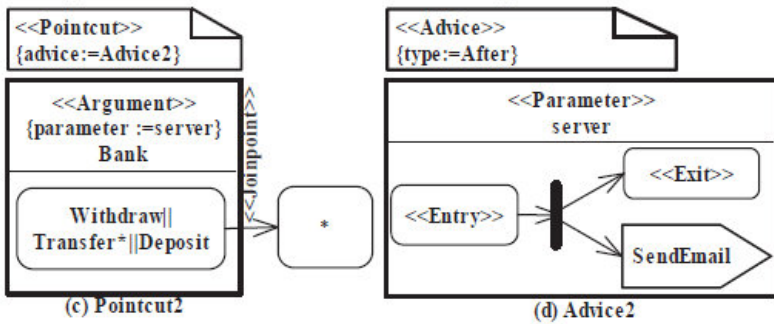 <<Pointcut>>
{advice:=Advice2}
<<Argument>>
{parameter :=server}
Bank
Withdraw||
Transfer*||Deposit
<<Joinpoint>>
*
(c) Pointcut2
<<Advice>>
{type:=After}
<<Parameter>>
server
<<Entry>>
<<Exit>>
SendEmail
(d) Advice2